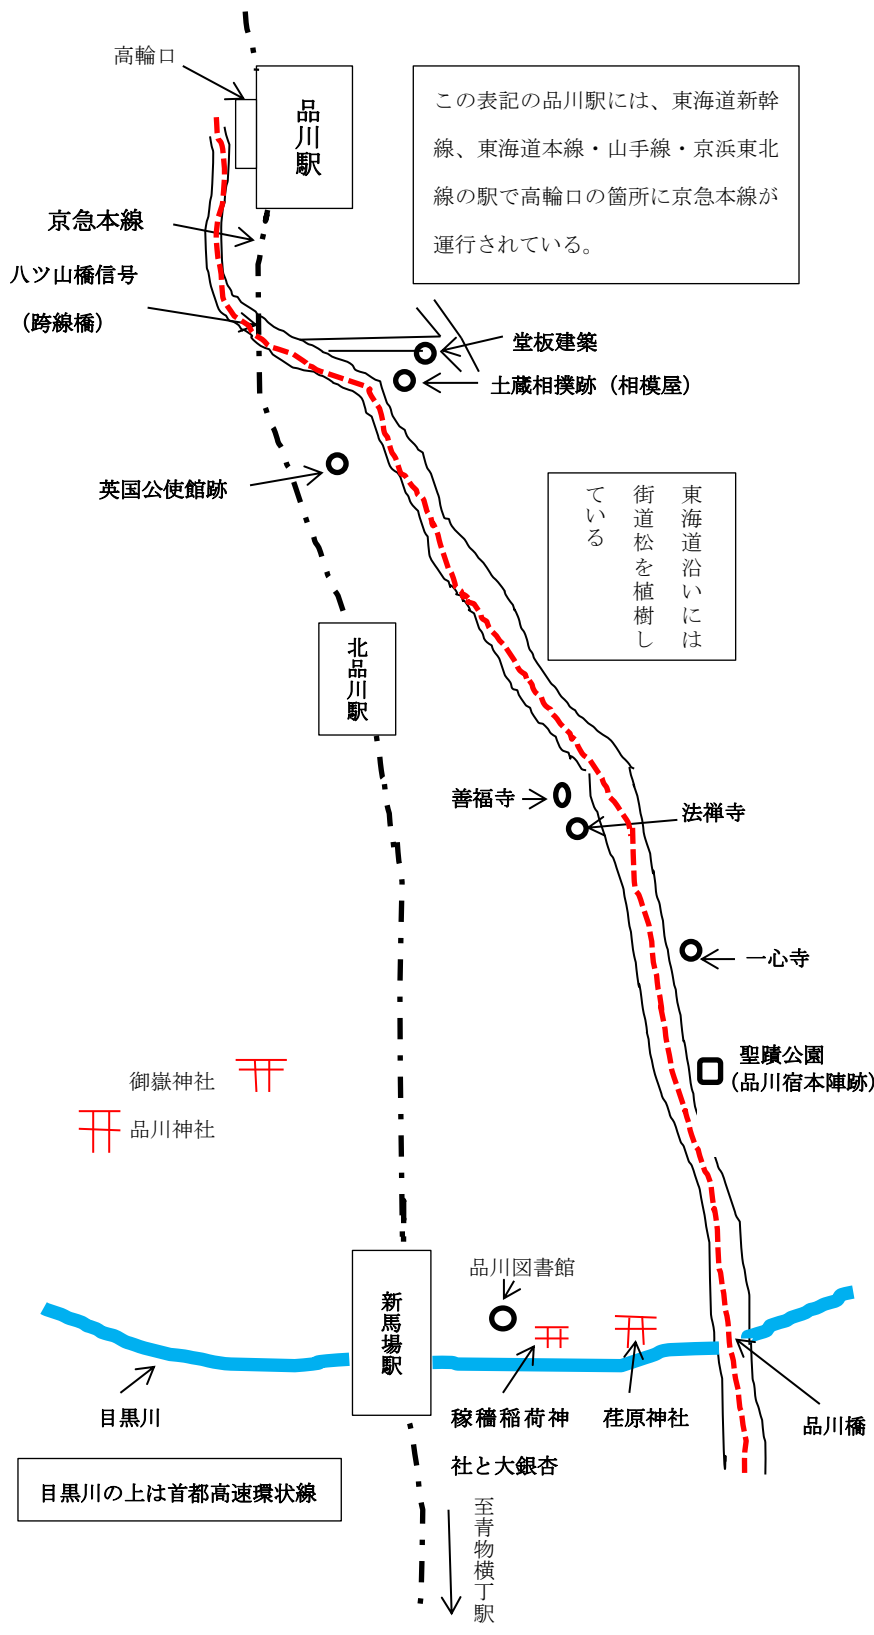 高輪口
品川駅
この表記の品川駅には、東海道新幹
線、東海道本線・山手線・京浜東北
線の駅で高輪口の箇所に京急本線が
運行されている。
京急本線
八ツ山橋信号
（跨線橋）
堂板建築
土蔵相撲跡（相模屋）
英国公使館跡
東海道沿いには
街道松を植樹し
ている
北品川駅
善福寺
法禅寺
一心寺
聖蹟公園
（品川宿本陣跡）
御嶽神社
品川神社
品川図書館
新馬場駅
目黒川
稼穡稲荷神
社と大銀杏
荏原神社
品川橋
目黒川の上は首都高速環状線
至青物横丁駅